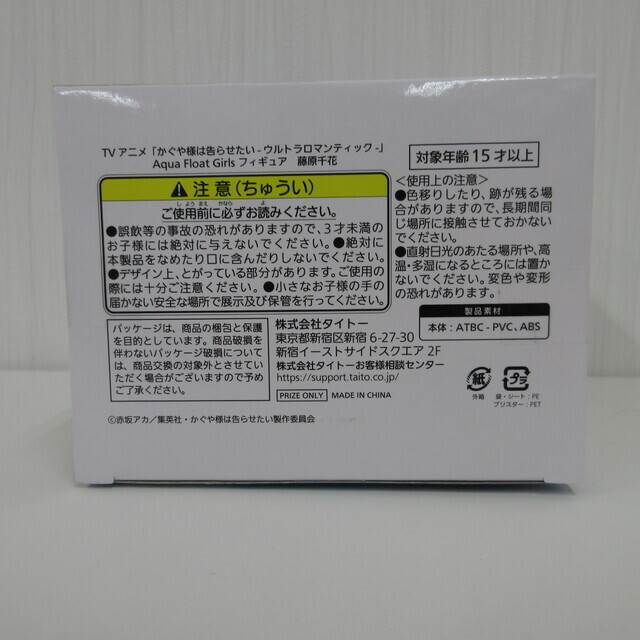 TVアニメ「かぐや様は告らせたい-ウルトラロマンティック-」
Aqua Float Girls フィギュア　藤原千花
対象年齢15才以上
⚠注意(ちゅうい)
しようまえ　かなら　よ
ご使用前に必ずお読みください。
●誤飲等の事故の恐れがありますので、3才未満の
お子様には絶対に与えないでください。●絶対に
本製品をなめたり口に含んだりしないでください。
●デザイン上、とがっている部分があります。ご使用の
際には十分ご注意ください。●小さなお子様の手の
届かない安全な場所で展示及び保管を行ってください。
＜使用上の注意＞
●色移りしたり、跡が残る場
合がありますので、長期間同
じ場所に接触させておかない
でください。
●直射日光のあたる場所や、高
温・多湿になるところには置か
ないでください。変色や変形
の恐れがあります。
製品素材
本体：ATBC-PVC、ABS
パッケージは、商品の梱包と保護
を目的としています。商品破損を
伴わないパッケージ破損について
は、商品交換の対象外とさせてい
ただく場合がございますので予め
ご了承ください。
株式会社タイトー
東京都新宿区新宿6-27-30
新宿イーストサイドスクエア 2F
株式会社タイトーお客様相談センター
https://support.taito.co.jp/
PRIZE ONLY MADE IN CHINA
紙
外箱
プラ
袋・シート：PE
ブリスター：PET
©赤坂アカ／集英社・かぐや様は告らせたい製作委員会